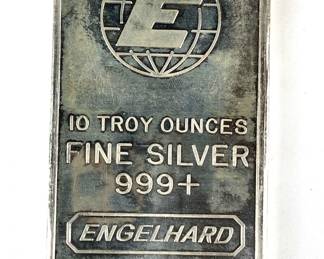 E
10 TROY OUNCES
FINE SILVER
999+
ENGELHARD